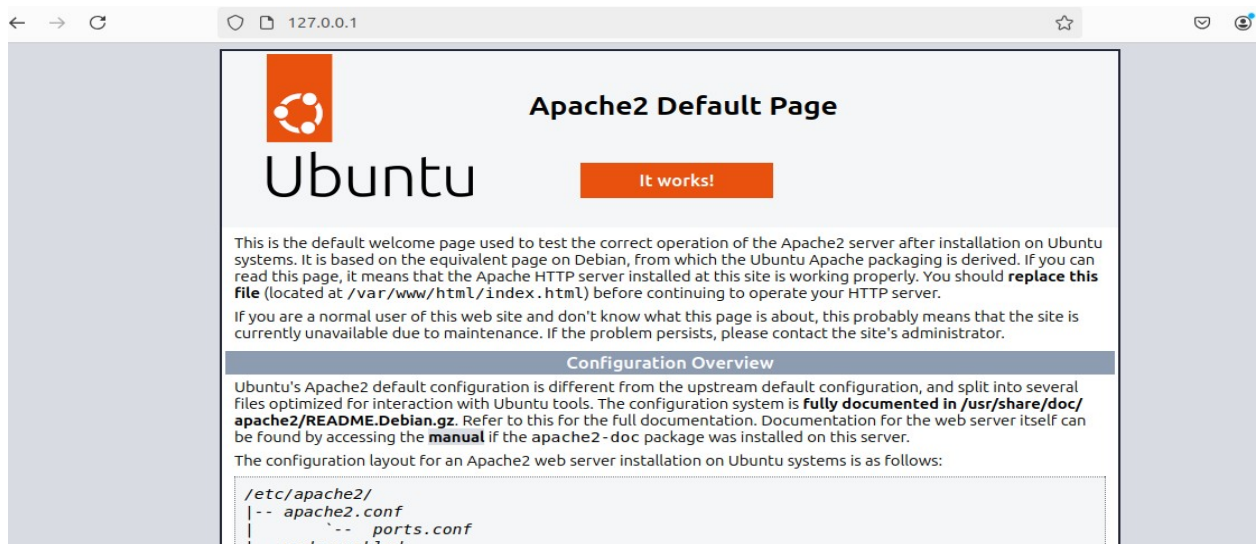 127.0.0.1
Apache2 Default Page
Ubuntu
It works!
This is the default welcome page used to test the correct operation of the Apache2 server after installation on Ubuntu
systems. It is based on the equivalent page on Debian, from which the Ubuntu Apache packaging is derived. If you can
read this page, it means that the Apache HTTP server installed at this site is working properly. You should replace this
file (located at /var/www/html/index.html) before continuing to operate your HTTP server.
If you are a normal user of this web site and don't know what this page is about, this probably means that the site is
currently unavailable due to maintenance. If the problem persists, please contact the site's administrator.
Configuration Overview
Ubuntu's Apache2 default configuration is different from the upstream default configuration, and split into several
files optimized for interaction with Ubuntu tools. The configuration system is fully documented in /usr/share/doc/
apache2/README.Debian.gz. Refer to this for the full documentation. Documentation for the web server itself can
be found by accessing the manual if the apache2-doc package was installed on this server.
The configuration layout for an Apache2 web server installation on Ubuntu systems is as follows:
/etc/apache2/
|-- apache2.conf
|       `--  ports.conf